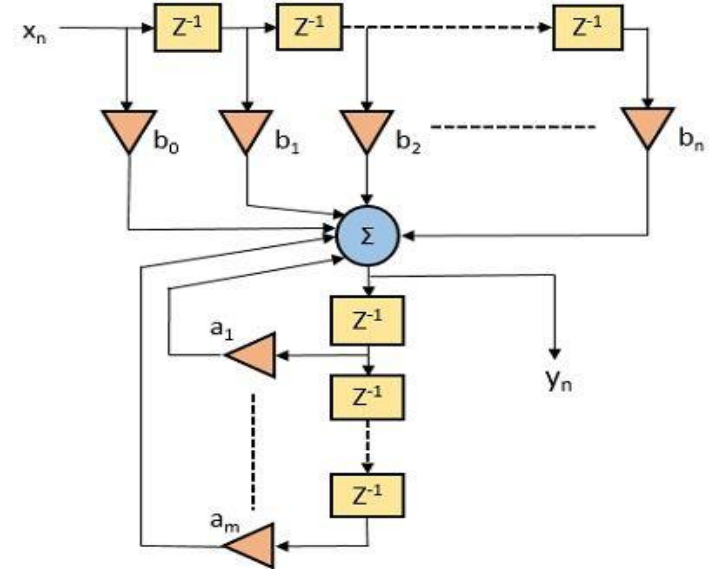 xₙ Z⁻¹ Z⁻¹ Z⁻¹
b₀ b₁ b₂ bₙ
Σ
Z⁻¹
a₁
yₙ
Z⁻¹
Z⁻¹
aₘ